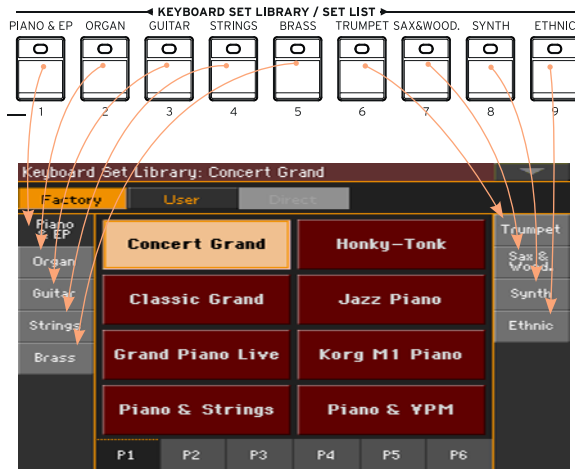 KEYBOARD SET LIBRARY / SET LIST
PIANO & EP ORGAN GUITAR STRINGS BRASS TRUMPET SAX&WOOD. SYNTH ETHNIC
1 2 3 4 5 6 7 8 9
Keyboard Set Library: Concert Grand
Factory User Direct
Piano & EP
Organ
Guitar
Strings
Brass
Concert Grand Honky-Tonk
Classic Grand Jazz Piano
Grand Piano Live Korg M1 Piano
Piano & Strings Piano & YPM
Trumpet
Sax & Wood.
Synth
Ethnic
P1 P2 P3 P4 P5 P6